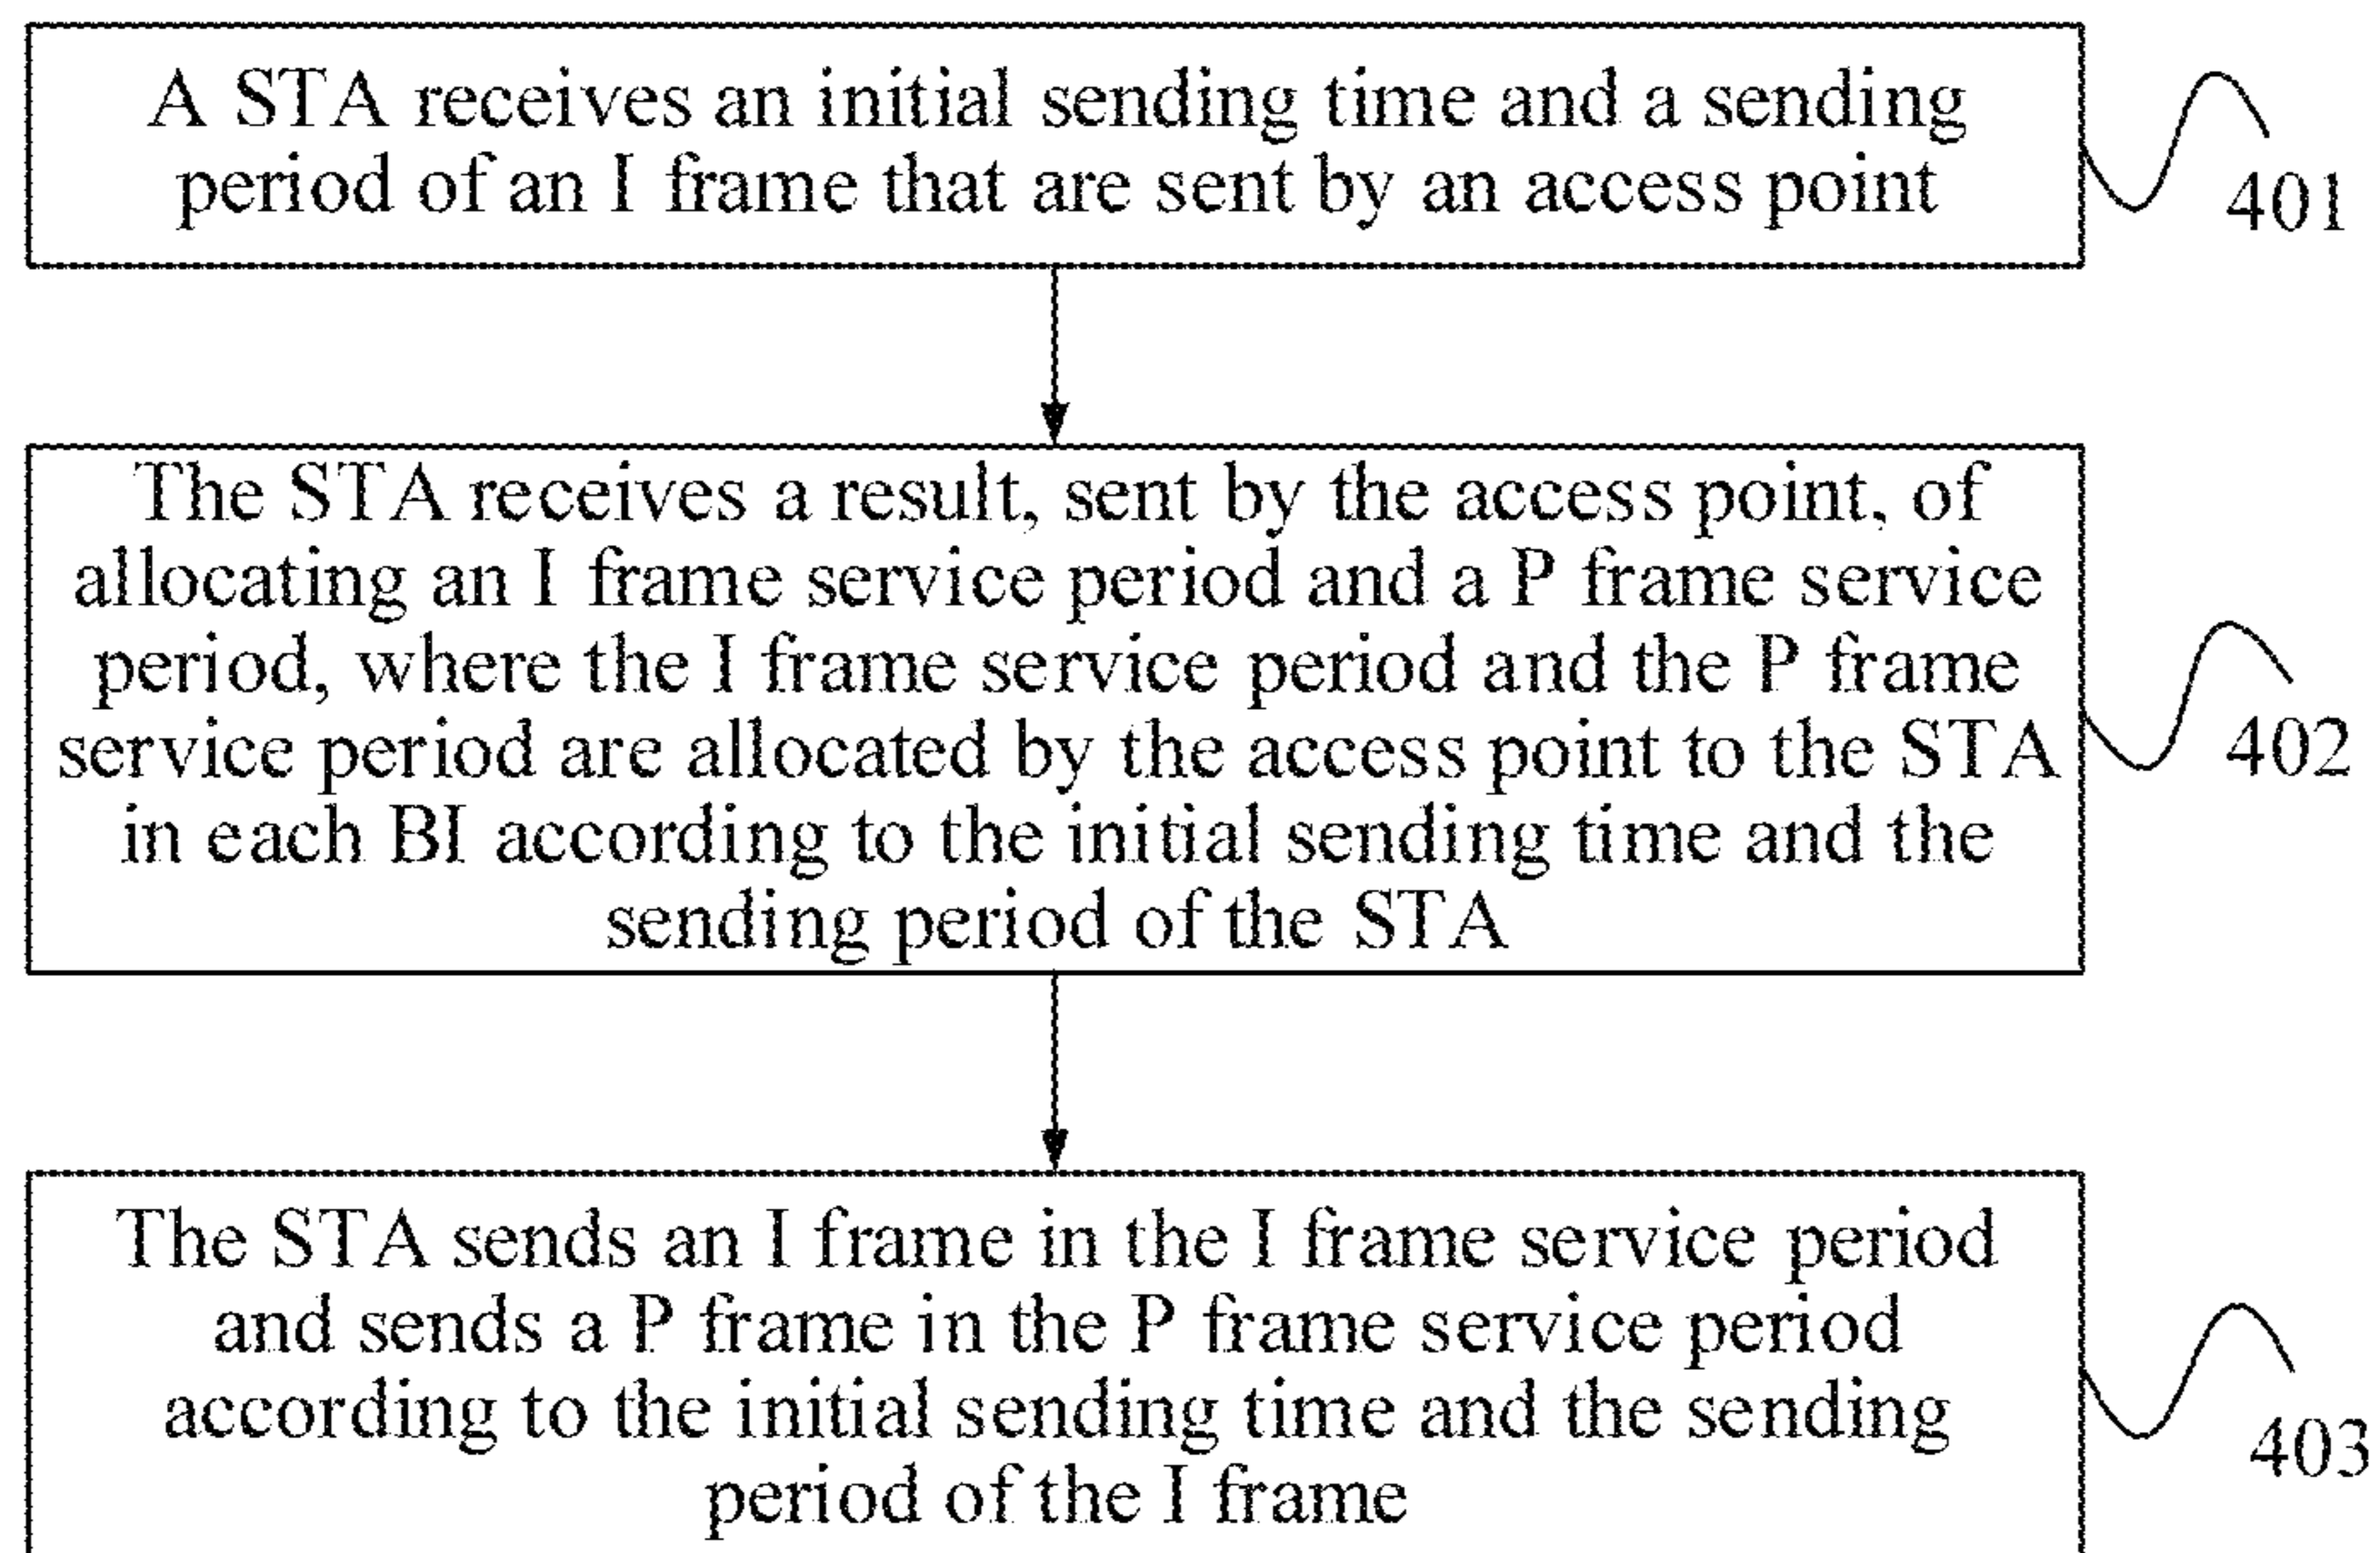 A STA receives an initial sending time and a sending
period of an I frame that are sent by an access point
401
The STA receives a result, sent by the access point, of
allocating an I frame service period and a P frame service
period, where the I frame service period and the P frame
service period are allocated by the access point to the STA
in each BI according to the initial sending time and the
sending period of the STA
402
The STA sends an I frame in the I frame service period
and sends a P frame in the P frame service period
according to the initial sending time and the sending
period of the I frame
403